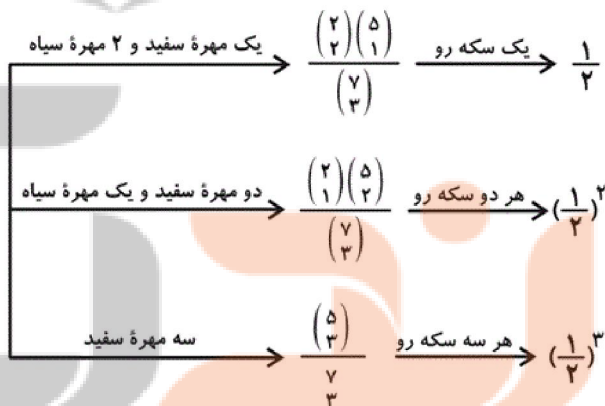 یک مهرهٔ سفید و ۲ مهرهٔ سیاه (۲ ۲)(۵ ۱) / (۷ ۳) یک سکه رو ۱/۲
دو مهرهٔ سفید و یک مهرهٔ سیاه (۲ ۱)(۵ ۲) / (۷ ۳) هر دو سکه رو (۱/۲)^۲
سه مهرهٔ سفید (۵ ۳) / ۷ ۳ هر سه سکه رو (۱/۲)^۳